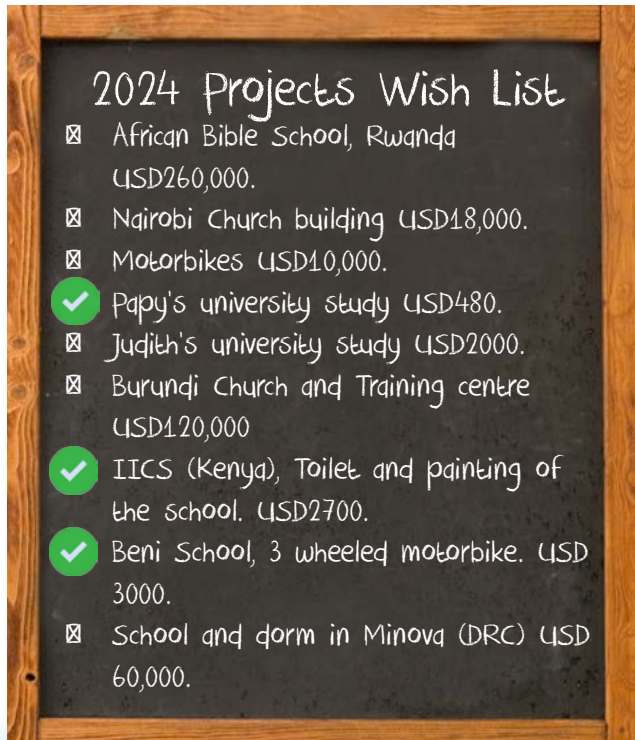 2024 Projects Wish List
African Bible School, Rwanda
USD260,000.
Nairobi Church building USD18,000.
Motorbikes USD10,000.
Papy's university study USD480.
Judith's university study USD2000.
Burundi Church and Training centre
USD120,000
IICS (Kenya), Toilet and painting of
the school. USD2700.
Beni School, 3 wheeled motorbike. USD
3000.
School and dorm in Minova (DRC) USD
60,000.